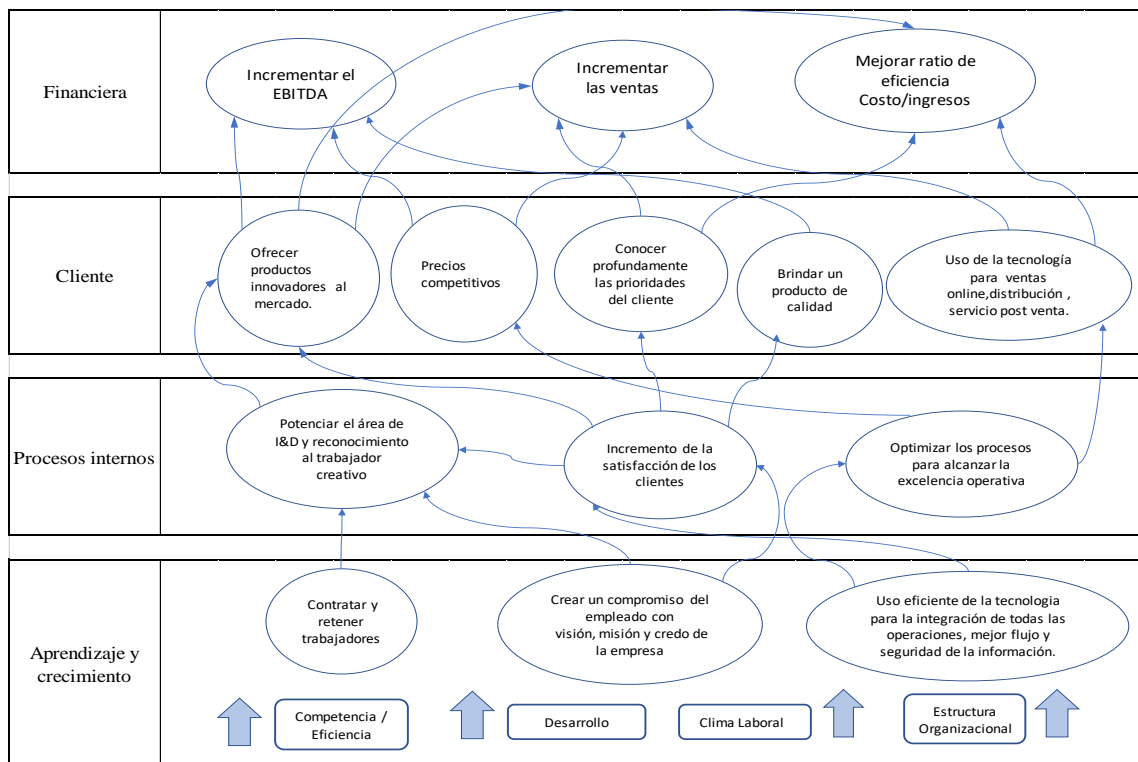 Financiera
Incrementar el
EBITDA
Incrementar
las ventas
Mejorar ratio de
eficiencia
Costo/ingresos
Cliente
Ofrecer
productos
innovadores al
mercado.
Precios
competitivos
Conocer
profundamente
las prioridades
del cliente
Brindar un
producto de
calidad
Uso de la tecnología
para ventas
online,distribución ,
servicio post venta.
Procesos internos
Potenciar el área de
I&D y reconocimiento
al trabajador
creativo
Incremento de la
satisfacción de los
clientes
Optimizar los procesos
para alcanzar la
excelencia operativa
Aprendizaje y
crecimiento
Contratar y
retener
trabajadores
Crear un compromiso del
empleado con
visión, misión y credo de
la empresa
Uso eficiente de la tecnologia
para la integración de todas las
operaciones, mejor flujo y
seguridad de la información.
Competencia /
Eficiencia
Desarrollo
Clima Laboral
Estructura
Organizacional